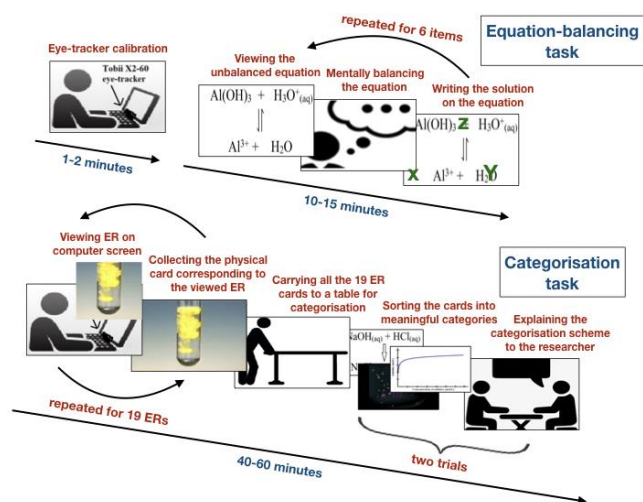 repeated for 6 items
Equation-balancing
task
Eye-tracker calibration
Tobii X2-60
eye-tracker
Viewing the
unbalanced equation
Al(OH)₃ + H₃O⁺(aq)
⇌
Al³⁺ + H₂O
Mentally balancing
the equation
Writing the solution
on the equation
Al(OH)₃ Z H₃O⁺(aq)
⇌
X Al³⁺ + H₂O Y
1-2 minutes
10-15 minutes
Categorisation
task
Viewing ER on
computer screen
Collecting the physical
card corresponding to
the viewed ER
Carrying all the 19 ER
cards to a table for
categorisation
Sorting the cards into
meaningful categories
NaOH(aq) + HCl(aq)
N
Explaining the
categorisation scheme
to the researcher
repeated for 19 ERs
two trials
40-60 minutes